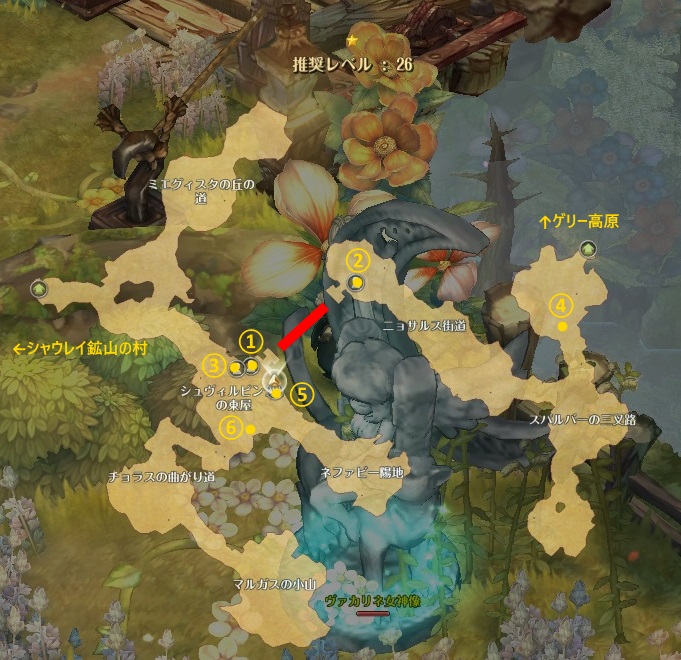 推奨レベル : 26
ミエグィスタの丘の
道
↑ゲリー高原
②
ニョサルス街道
④
←シャウレイ鉱山の村
①
③
シュヴィルピン
の東屋
⑤
⑥
スパルバーの三叉路
チョラスの曲がり道
ネファビー陽地
マルガスの小山
ヴァカリネ女神像